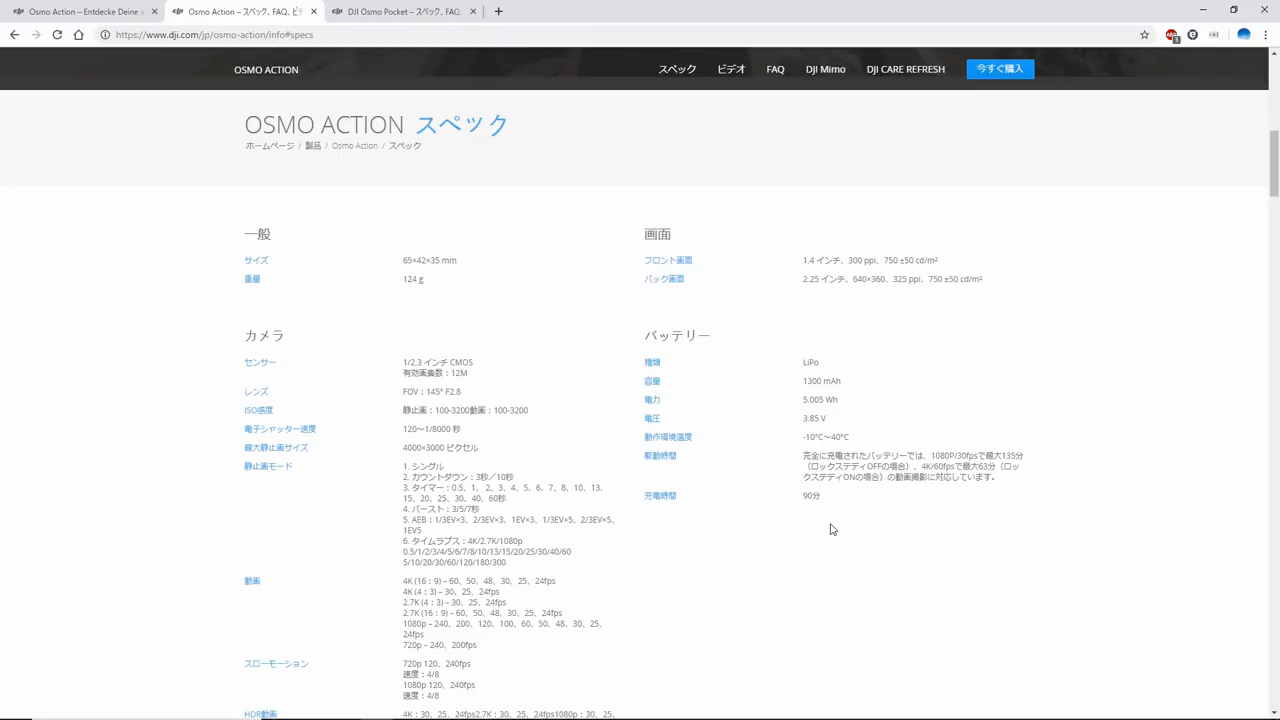 Osmo Action – Entdecke Deine a
Osmo Action – スペック、FAQ、ビデ
DJI Osmo Pocket – スペック、FAQ、
https://www.dji.com/jp/osmo-action/info#specs
OSMO ACTION
スペック
ビデオ
FAQ
DJI Mimo
DJI CARE REFRESH
今すぐ購入
OSMO ACTION スペック
ホームページ / 製品 / Osmo Action / スペック
一般
サイズ 65×42×35 mm
重量 124 g
画面
フロント画面 1.4 インチ、300 ppi、750 ±50 cd/m²
バック画面 2.25 インチ、640×360、325 ppi、750 ±50 cd/m²
カメラ
センサー 1/2.3 インチ CMOS
有効画素数：12M
レンズ FOV：145° F2.8
ISO感度 静止画：100-3200動画：100-3200
電子シャッター速度 120～1/8000 秒
最大静止画サイズ 4000×3000 ピクセル
静止画モード 1. シングル
2. カウントダウン：3秒／10秒
3. タイマー：0.5、1、2、3、4、5、6、7、8、10、13、
15、20、25、30、40、60秒
4. バースト：3/5/7秒
5. AEB：1/3EV×3、2/3EV×3、1EV×3、1/3EV×5、2/3EV×5、
1EV5
6. タイムラプス：4K/2.7K/1080p
0.5/1/2/3/4/5/6/7/8/10/13/15/20/25/30/40/60
5/10/20/30/60/120/180/300
動画 4K (16：9) – 60、50、48、30、25、24fps
4K (4：3) – 30、25、24fps
2.7K (4：3) – 30、25、24fps
2.7K (16：9) – 60、50、48、30、25、24fps
1080p – 240、200、120、100、60、50、48、30、25、
24fps
720p – 240、200fps
スローモーション 720p 120、240fps
速度：4/8
1080p 120、240fps
速度：4/8
HDR動画 4K：30、25、24fps2.7K：30、25、24fps1080p：30、25、
バッテリー
種類 LiPo
容量 1300 mAh
電力 5.005 Wh
電圧 3.85 V
動作環境温度 -10°C～40°C
駆動時間 完全に充電されたバッテリーでは、1080P/30fpsで最大135分
（ロックステディOFFの場合）、4K/60fpsで最大63分（ロッ
クステディONの場合）の動画撮影に対応しています。
充電時間 90分